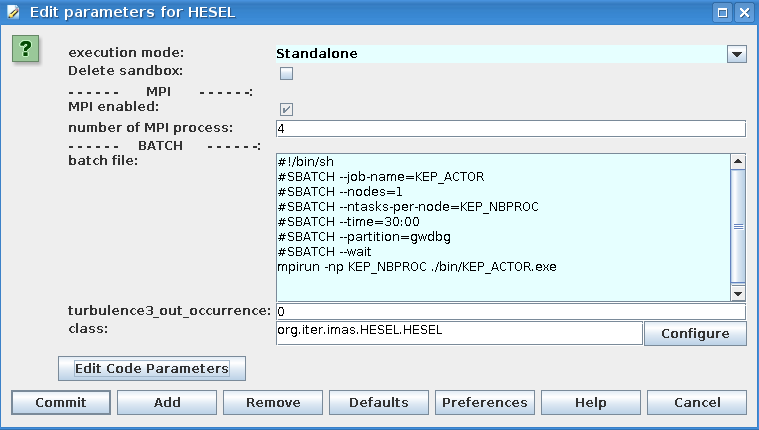 Edit parameters for HESEL
?
execution mode: Standalone
Delete sandbox:
------ MPI ------:
MPI enabled:
number of MPI process: 4
------ BATCH ------:
batch file:
#!/bin/sh
#SBATCH --job-name=KEP_ACTOR
#SBATCH --nodes=1
#SBATCH --ntasks-per-node=KEP_NBPROC
#SBATCH --time=30:00
#SBATCH --partition=gwdbg
#SBATCH --wait
mpirun -np KEP_NBPROC ./bin/KEP_ACTOR.exe
turbulence3_out_occurrence: 0
class: org.iter.imas.HESEL.HESEL Configure
Edit Code Parameters
Commit Add Remove Defaults Preferences Help Cancel